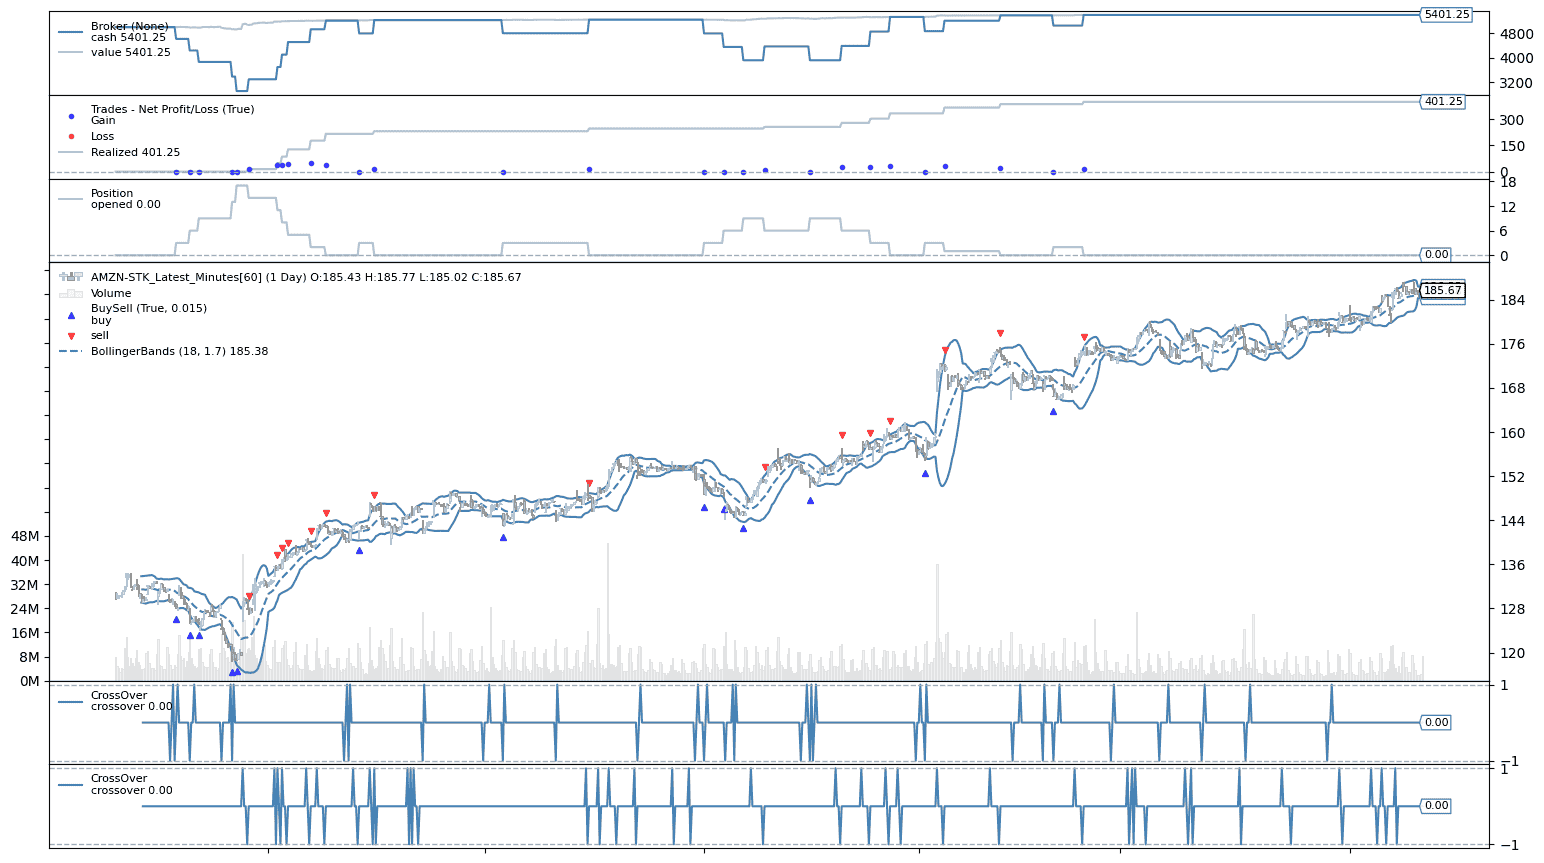 Broker (None)
cash 5401.25
value 5401.25
5401.25
4800
4000
3200
Trades - Net Profit/Loss (True)
Gain
Loss
Realized 401.25
401.25
300
150
0
Position
opened 0.00
18
12
6
0.00
0
AMZN-STK_Latest_Minutes[60] (1 Day) O:185.43 H:185.77 L:185.02 C:185.67
Volume
BuySell (True, 0.015)
buy
sell
BollingerBands (18, 1.7) 185.38
185.67
184
176
168
160
152
144
136
128
120
48M
40M
32M
24M
16M
8M
0M
CrossOver
crossover 0.00
1
0.00
−1
CrossOver
crossover 0.00
1
0.00
−1